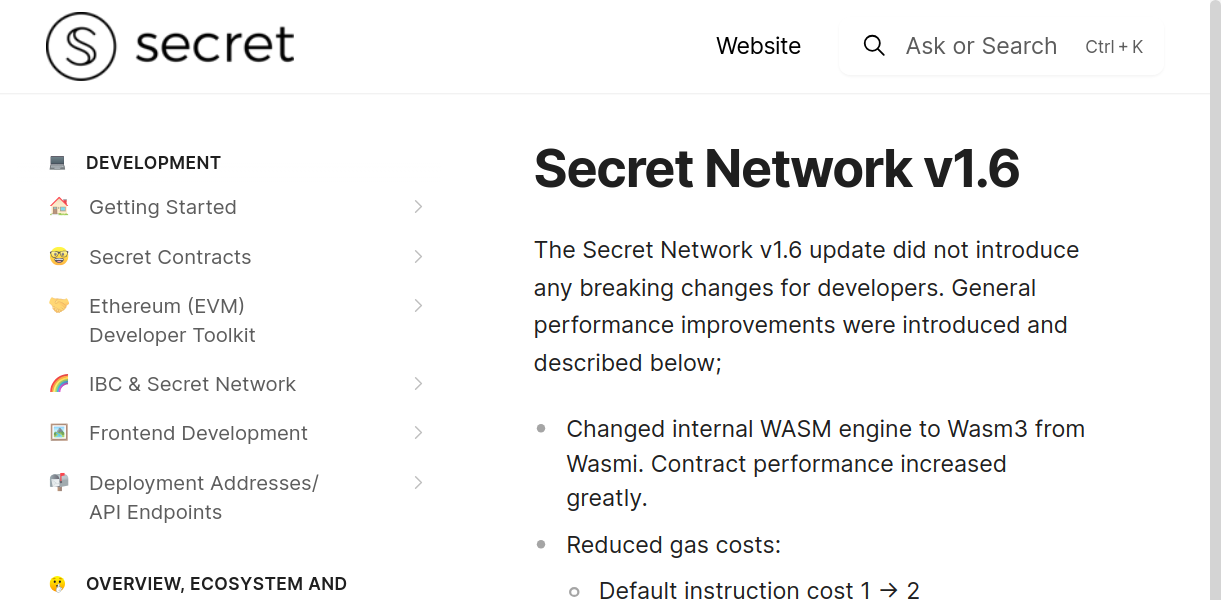 secret
Website
Ask or Search
Ctrl + K
DEVELOPMENT
Getting Started
Secret Contracts
Ethereum (EVM)
Developer Toolkit
IBC & Secret Network
Frontend Development
Deployment Addresses/
API Endpoints
OVERVIEW, ECOSYSTEM AND
Secret Network v1.6
The Secret Network v1.6 update did not introduce
any breaking changes for developers. General
performance improvements were introduced and
described below;
Changed internal WASM engine to Wasm3 from
Wasmi. Contract performance increased
greatly.
Reduced gas costs:
Default instruction cost 1 → 2